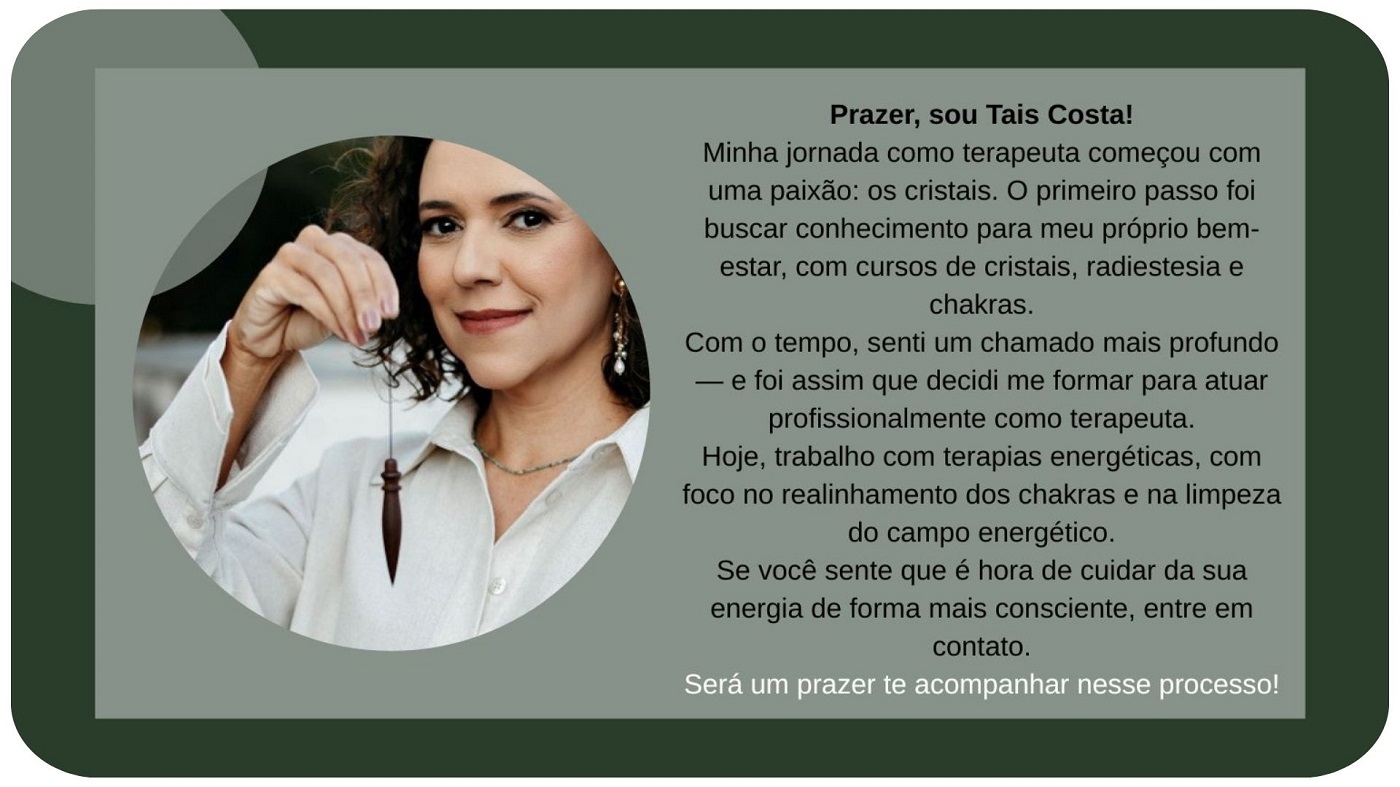 Prazer, sou Tais Costa!
Minha jornada como terapeuta começou com
uma paixão: os cristais. O primeiro passo foi
buscar conhecimento para meu próprio bem-
estar, com cursos de cristais, radiestesia e
chakras.
Com o tempo, senti um chamado mais profundo
— e foi assim que decidi me formar para atuar
profissionalmente como terapeuta.
Hoje, trabalho com terapias energéticas, com
foco no realinhamento dos chakras e na limpeza
do campo energético.
Se você sente que é hora de cuidar da sua
energia de forma mais consciente, entre em
contato.
Será um prazer te acompanhar nesse processo!